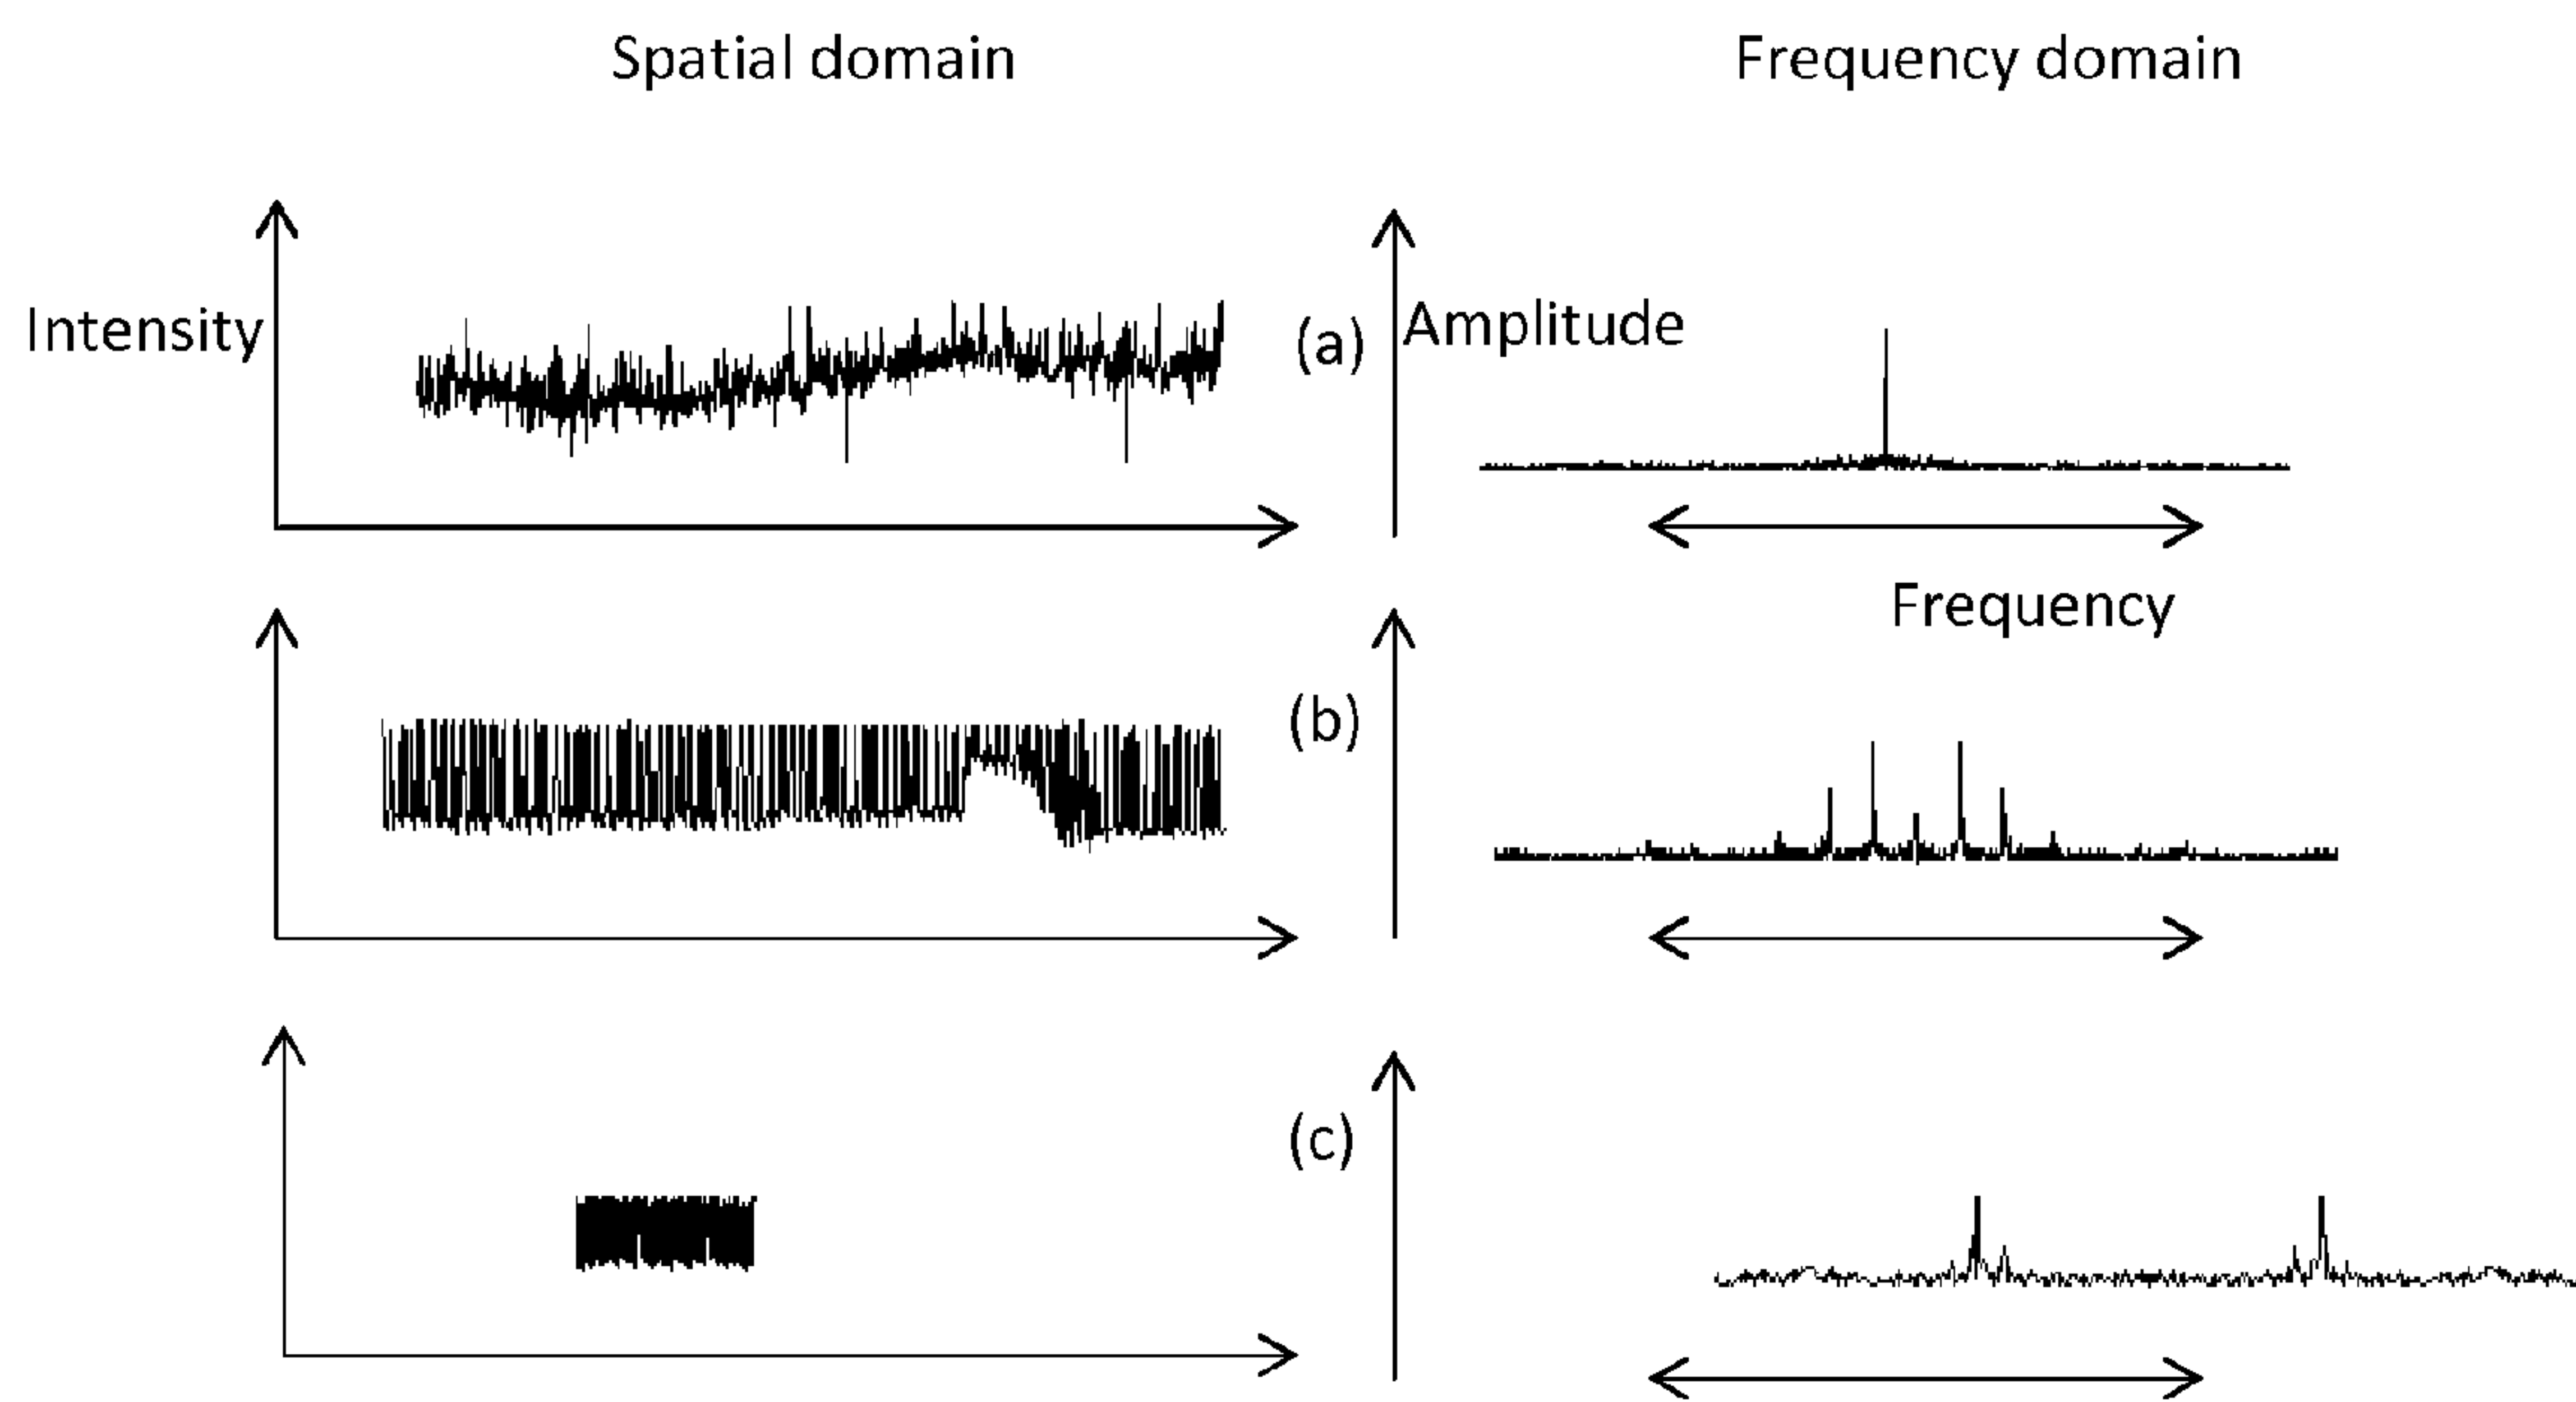 Spatial domain
Frequency domain
Intensity
(a)
Amplitude
Frequency
(b)
(c)